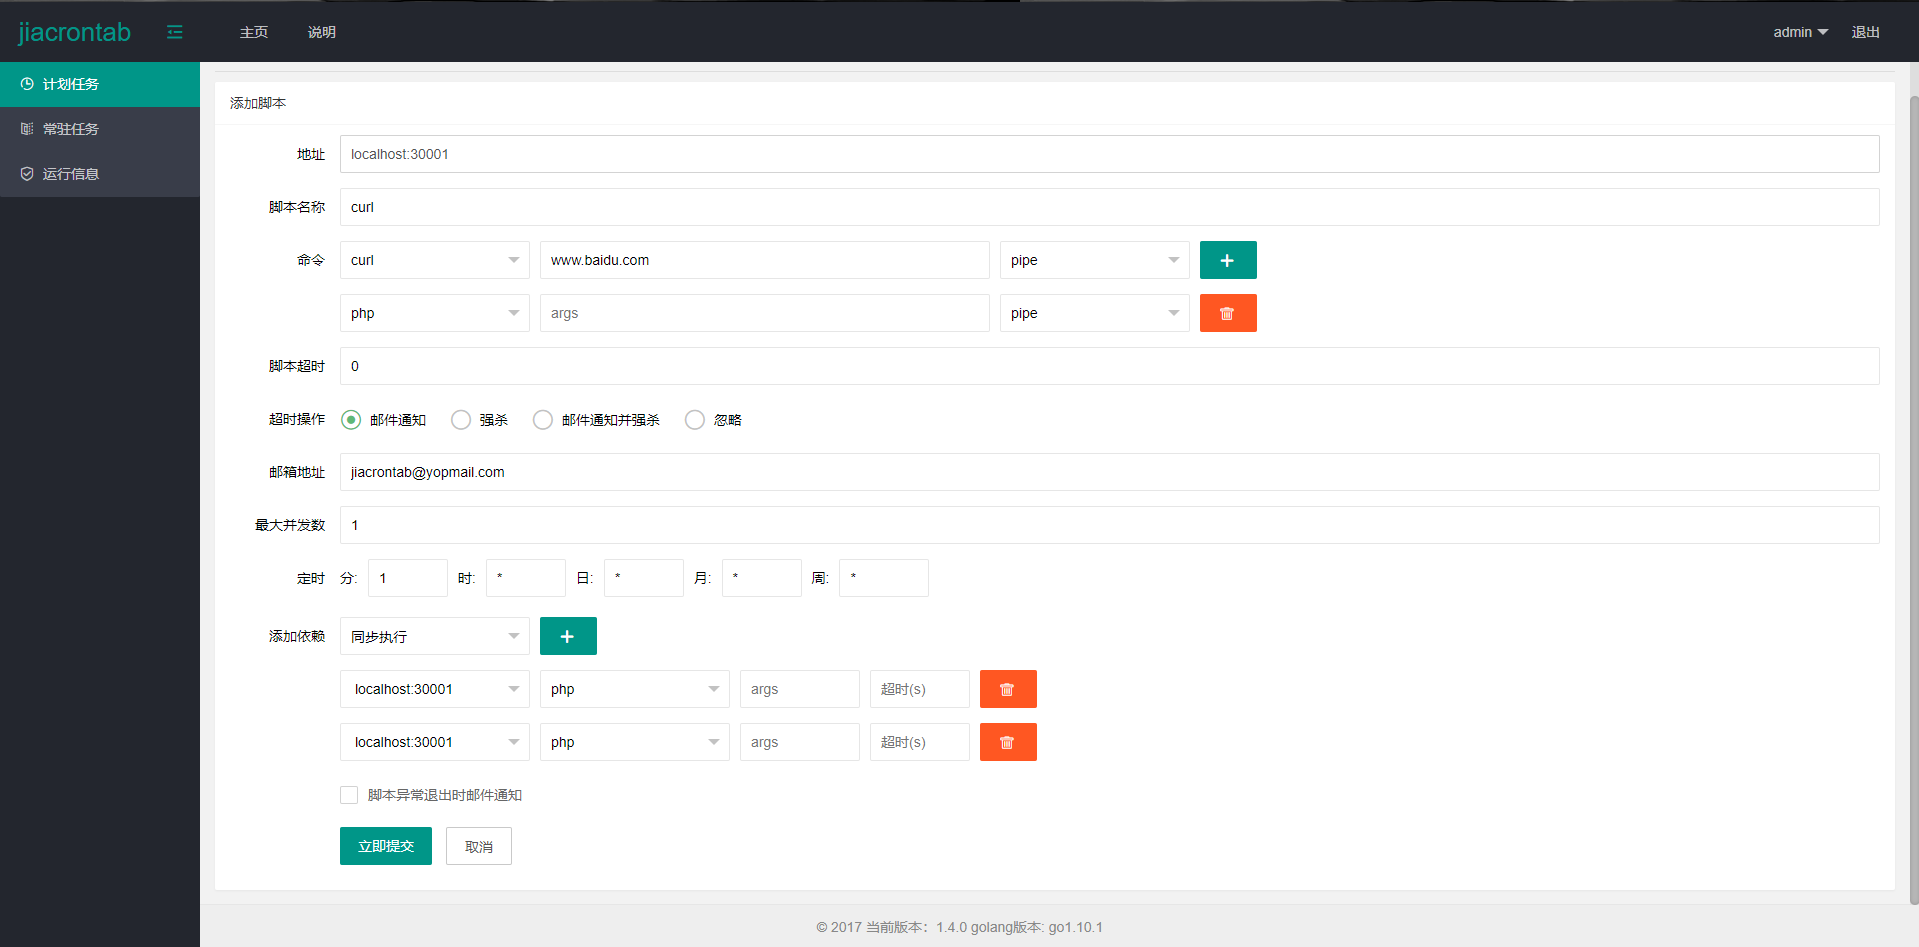 jiacrontab 主页 说明 admin 退出
计划任务
常驻任务
运行信息
添加脚本
地址 localhost:30001
脚本名称 curl
命令 curl www.baidu.com pipe +
php args pipe
脚本超时 0
超时操作 邮件通知 强杀 邮件通知并强杀 忽略
邮箱地址 jiacrontab@yopmail.com
最大并发数 1
定时 分: 1 时: * 日: * 月: * 周: *
添加依赖 同步执行 +
localhost:30001 php args 超时(s)
localhost:30001 php args 超时(s)
脚本异常退出时邮件通知
立即提交 取消
© 2017 当前版本：1.4.0 golang版本: go1.10.1